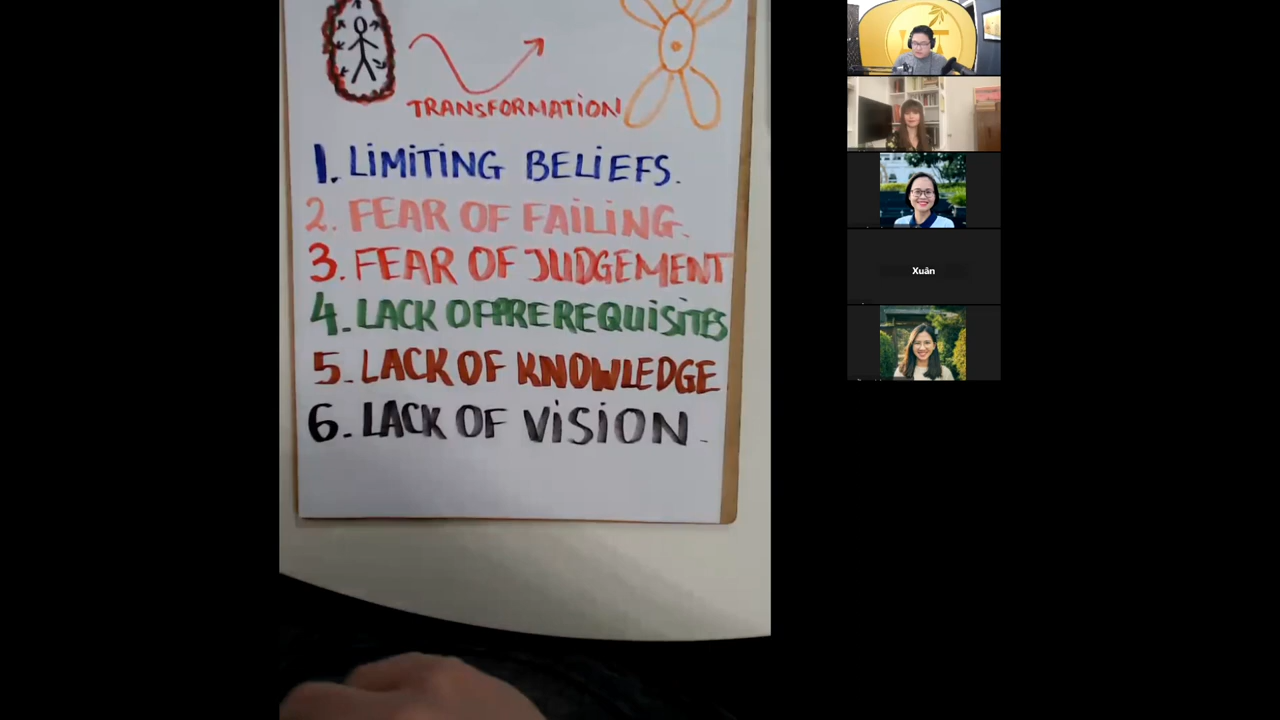 TRANSFORMATION
1. LiMiTiNG BELiEFS.
2. FEAR OF FAiLiNG.
3. FEAR OF JUDGEMENT
4. LACK OF PREREQUiSiTES
5. LACK OF KNOWLEDGE
6. LACK OF ViSiON.
Xuân